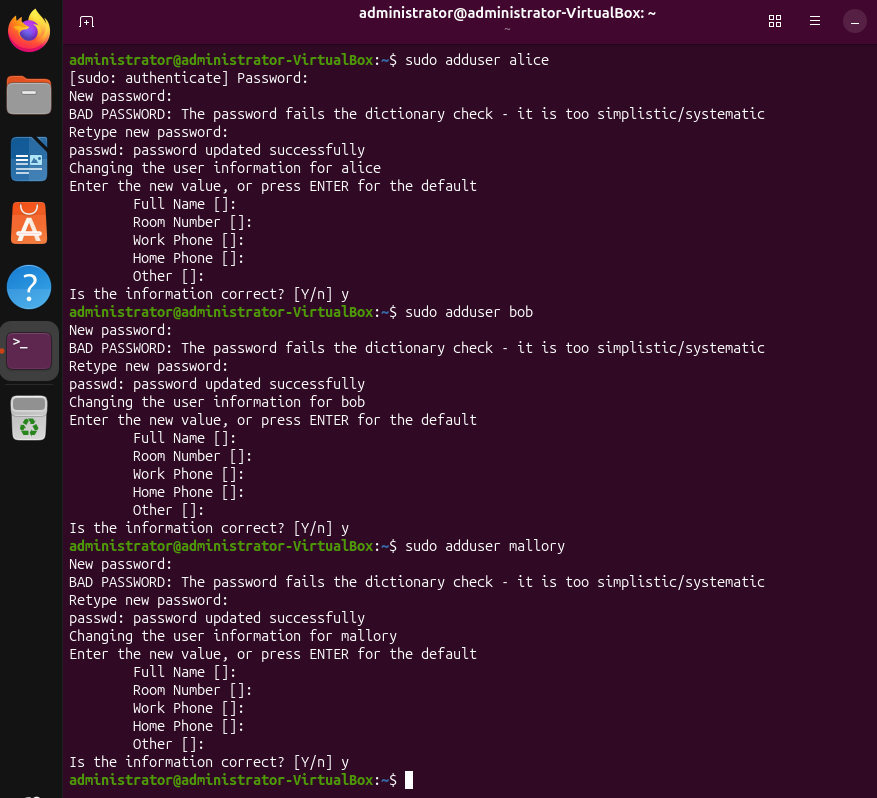 administrator@administrator-VirtualBox: ~
~
administrator@administrator-VirtualBox:~$ sudo adduser alice
[sudo: authenticate] Password:
New password:
BAD PASSWORD: The password fails the dictionary check - it is too simplistic/systematic
Retype new password:
passwd: password updated successfully
Changing the user information for alice
Enter the new value, or press ENTER for the default
        Full Name []:
        Room Number []:
        Work Phone []:
        Home Phone []:
        Other []:
Is the information correct? [Y/n] y
administrator@administrator-VirtualBox:~$ sudo adduser bob
New password:
BAD PASSWORD: The password fails the dictionary check - it is too simplistic/systematic
Retype new password:
passwd: password updated successfully
Changing the user information for bob
Enter the new value, or press ENTER for the default
        Full Name []:
        Room Number []:
        Work Phone []:
        Home Phone []:
        Other []:
Is the information correct? [Y/n] y
administrator@administrator-VirtualBox:~$ sudo adduser mallory
New password:
BAD PASSWORD: The password fails the dictionary check - it is too simplistic/systematic
Retype new password:
passwd: password updated successfully
Changing the user information for mallory
Enter the new value, or press ENTER for the default
        Full Name []:
        Room Number []:
        Work Phone []:
        Home Phone []:
        Other []:
Is the information correct? [Y/n] y
administrator@administrator-VirtualBox:~$